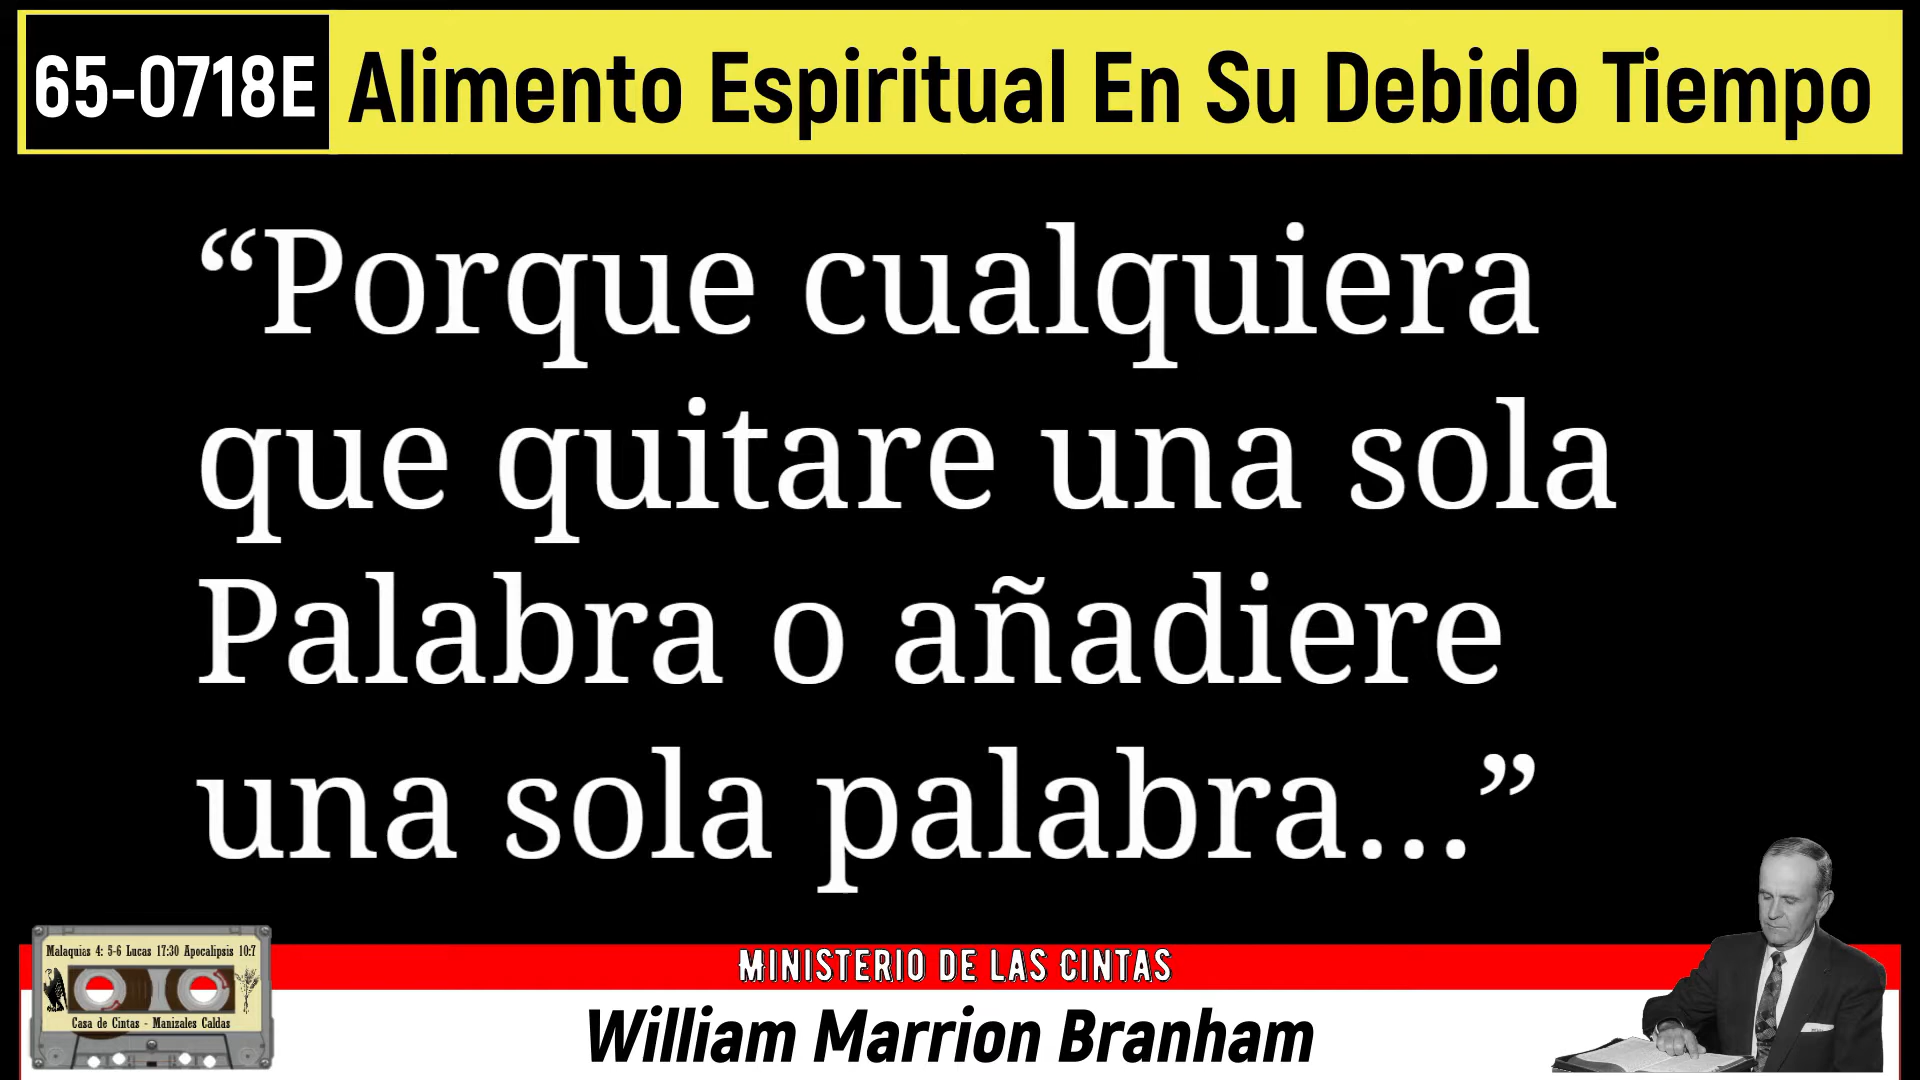 65-0718E Alimento Espiritual En Su Debido Tiempo
“Porque cualquiera
que quitare una sola
Palabra o añadiere
una sola palabra...”
Malaquias 4: 5-6 Lucas 17:30 Apocalipsis 10:7
Casa de Cintas - Manizales Caldas
MINISTERIO DE LAS CINTAS
William Marrion Branham